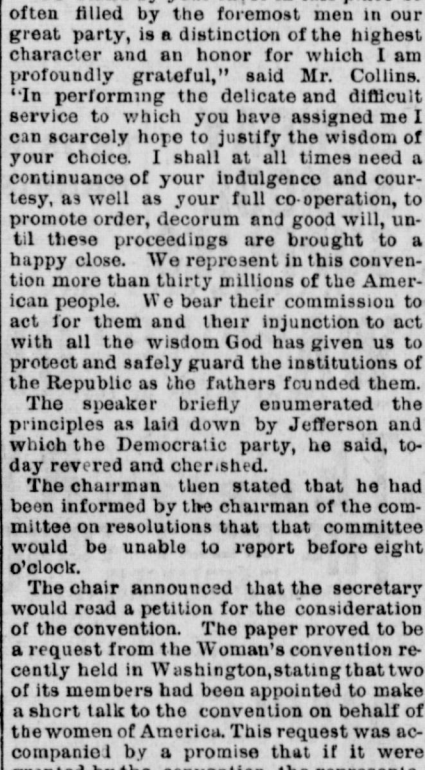 often filled by the foremost men in our
great party, is a distinction of the highest
character and an honor for which I am
profoundly grateful," said Mr. Collins.
"In performing the delicate and difficult
service to which you have assigned me I
can scarcely hope to justify the wisdom of
your choice. I shall at all times need a
continuance of your indulgence and cour-
tesy, as well as your full co-operation, to
promote order, decorum and good will, un-
til these proceedings are brought to a
happy close. We represent in this conven-
tion more than thirty millions of the Amer-
ican people. We bear their commission to
act for them and their injunction to act
with all the wisdom God has given us to
protect and safely guard the institutions of
the Republic as the fathers founded them.
The speaker briefly enumerated the
principles as laid down by Jefferson and
which the Democratic party, he said, to-
day revered and cherished.
The chairman then stated that he had
been informed by the chairman of the com-
mittee on resolutions that that committee
would be unable to report before eight
o'clock.
The chair announced that the secretary
would read a petition for the consideration
of the convention. The paper proved to be
a request from the Woman's convention re-
cently held in Washington, stating that two
of its members had been appointed to make
a short talk to the convention on behalf of
the women of America. This request was ac-
companied by a promise that if it were